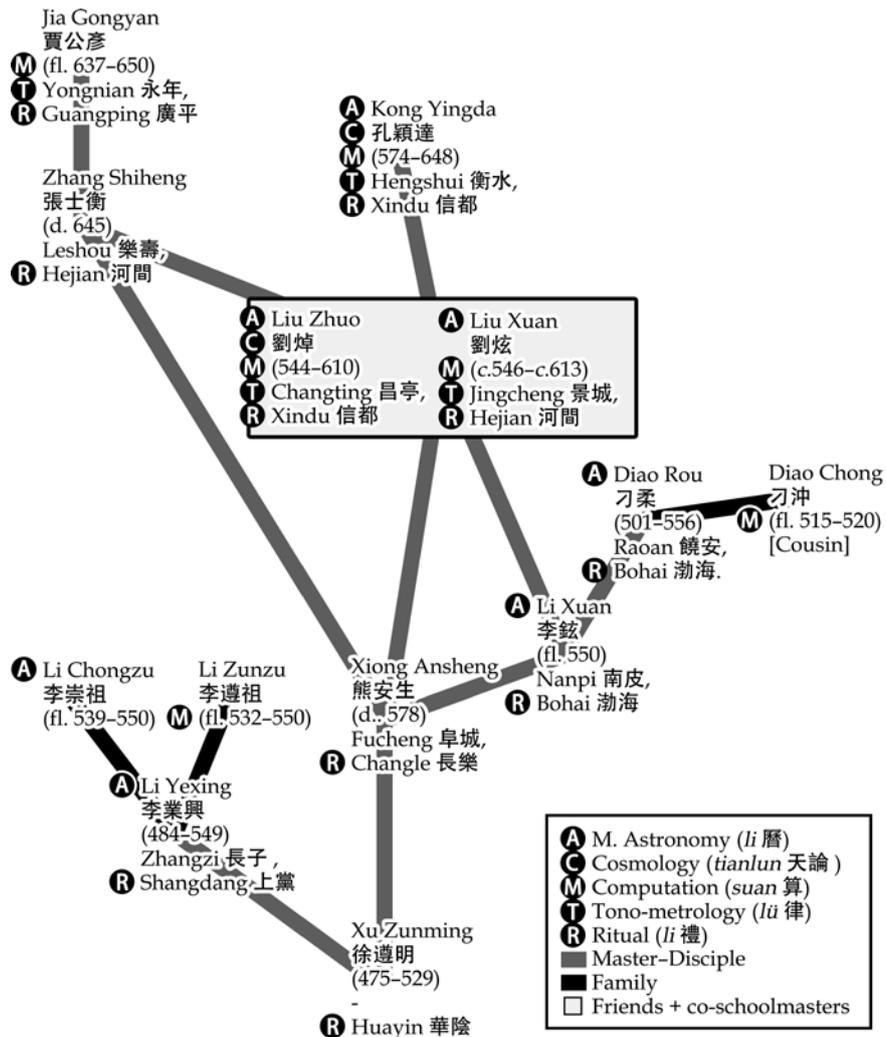 Jia Gongyan
賈公彥
M (fl. 637–650)
T Yongnian 永年,
R Guangping 廣平
Zhang Shiheng
張士衡
(d. 645)
Leshou 樂壽,
R Hejian 河間
A Kong Yingda
C 孔穎達
M (574–648)
T Hengshui 衡水,
R Xindu 信都
A Liu Zhuo
C 劉焯
M (544–610)
T Changting 昌亭,
R Xindu 信都
A Liu Xuan
劉炫
M (c.546–c.613)
T Jingcheng 景城,
R Hejian 河間
A Diao Rou
刁柔
(501–556)
Raoan 饒安,
R Bohai 渤海.
Diao Chong
刁沖
M (fl. 515–520)
[Cousin]
A Li Xuan
李鉉
(fl. 550)
Nanpi 南皮,
R Bohai 渤海
Xiong Ansheng
熊安生
(d.. 578)
Fucheng 阜城,
R Changle 長樂
A Li Chongzu
李崇祖
(fl. 539–550)
Li Zunzu
李遵祖
M (fl. 532–550)
A Li Yexing
李業興
(484–549)
Zhangzi 長子 ,
R Shangdang 上黨
Xu Zunming
徐遵明
(475–529)
-
R Huayin 華陰
A M. Astronomy (li 曆)
C Cosmology (tianlun 天論 )
M Computation (suan 算)
T Tono-metrology (lü 律)
R Ritual (li 禮)
Master–Disciple
Family
Friends + co-schoolmasters